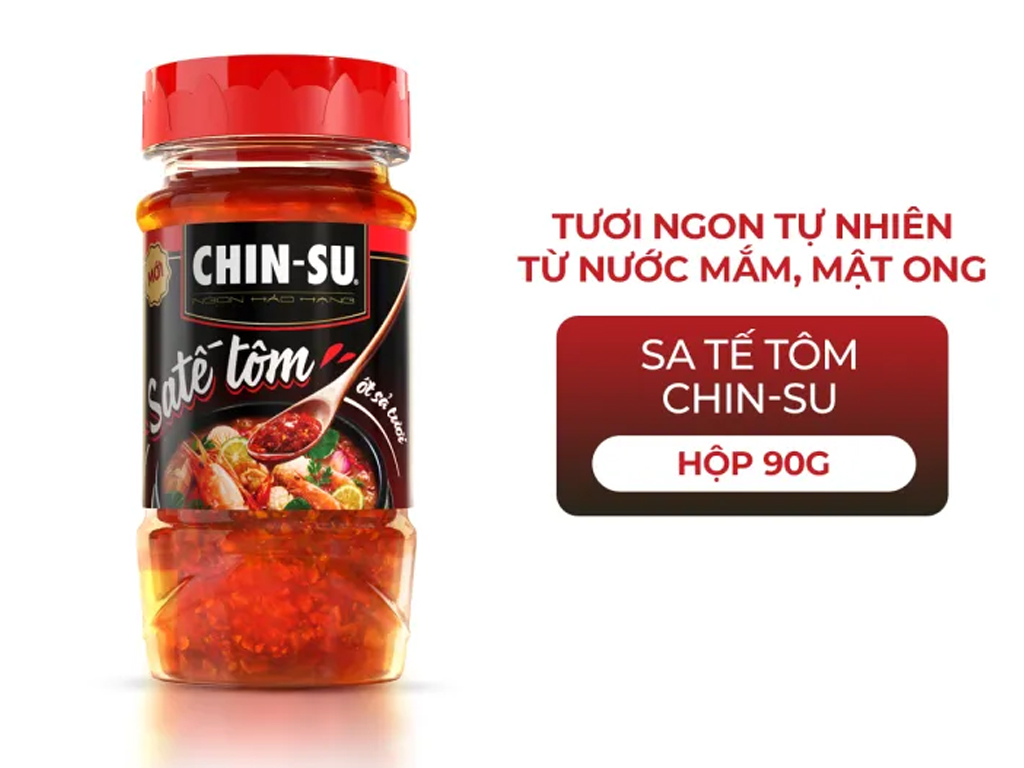 MỚI
CHIN-SU®
NGON HẢO HẠNG
Satế tôm
ớt sả tươi
TƯƠI NGON TỰ NHIÊN
TỪ NƯỚC MẮM, MẬT ONG
SA TẾ TÔM
CHIN-SU
HỘP 90G